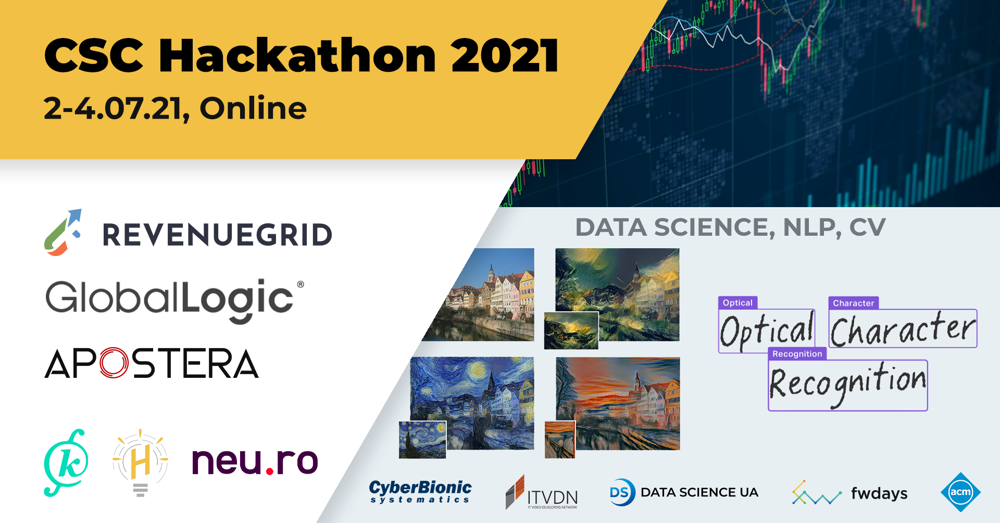 CSC Hackathon 2021
2-4.07.21, Online
REVENUEGRID
GlobalLogic®
APOSTERA
k
H
neu.ro
DATA SCIENCE, NLP, CV
Optical
Optical
Character
Character
Recognition
Recognition
CyberBionic
systematics
ITVDN
IT VIDEO DEVELOPERS NETWORK
DS DATA SCIENCE UA
fwdays
acm